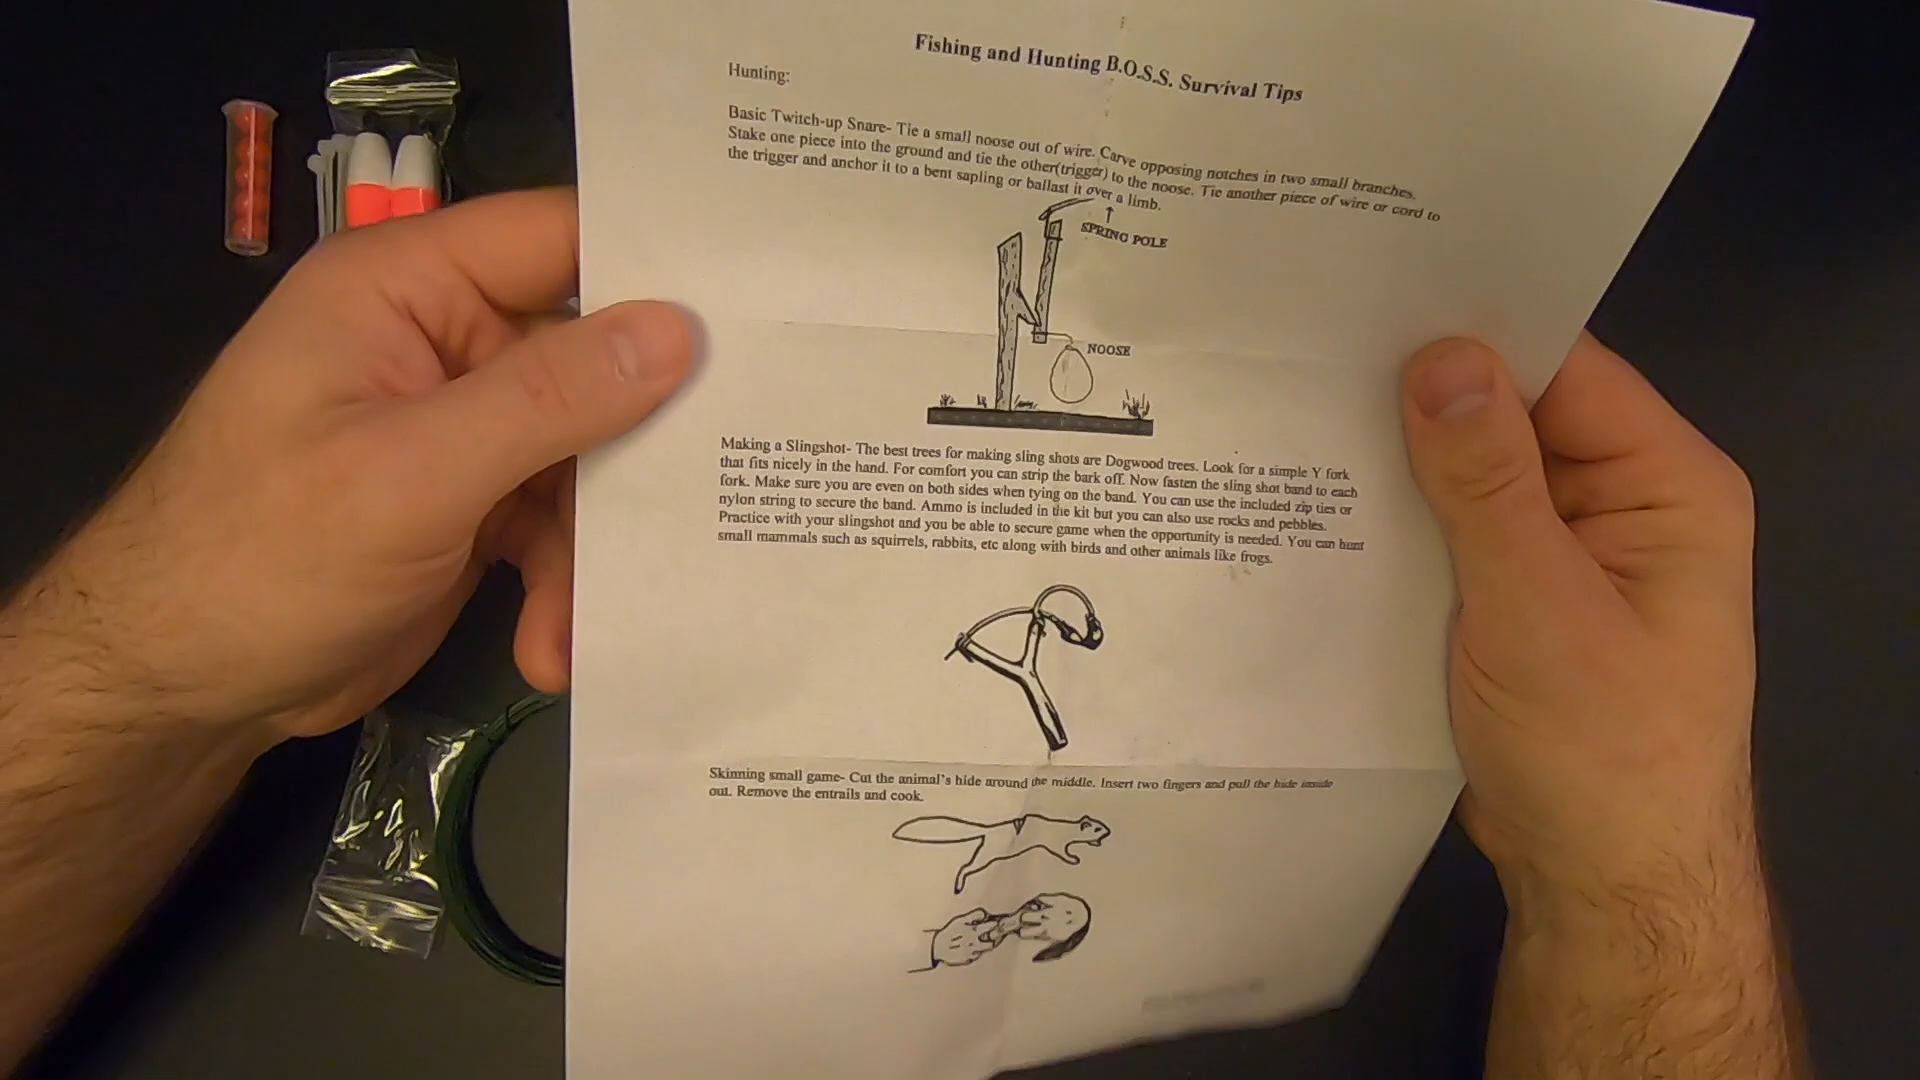 Fishing and Hunting B.O.S.S. Survival Tips
Hunting:
Basic Twitch-up Snare- Tie a small noose out of wire. Carve opposing notches in two small branches.
Stake one piece into the ground and tie the other(trigger) to the noose. Tie another piece of wire or cord to
the trigger and anchor it to a bent sapling or ballast it over a limb.
SPRING POLE
NOOSE
Making a Slingshot- The best trees for making sling shots are Dogwood trees. Look for a simple Y fork
that fits nicely in the hand. For comfort you can strip the bark off. Now fasten the sling shot band to each
fork. Make sure you are even on both sides when tying on the band. You can use the included zip ties or
nylon string to secure the band. Ammo is included in the kit but you can also use rocks and pebbles.
Practice with your slingshot and you be able to secure game when the opportunity is needed. You can hunt
small mammals such as squirrels, rabbits, etc along with birds and other animals like frogs.
Skinning small game- Cut the animal's hide around the middle. Insert two fingers and pull the hide inside
out. Remove the entrails and cook.